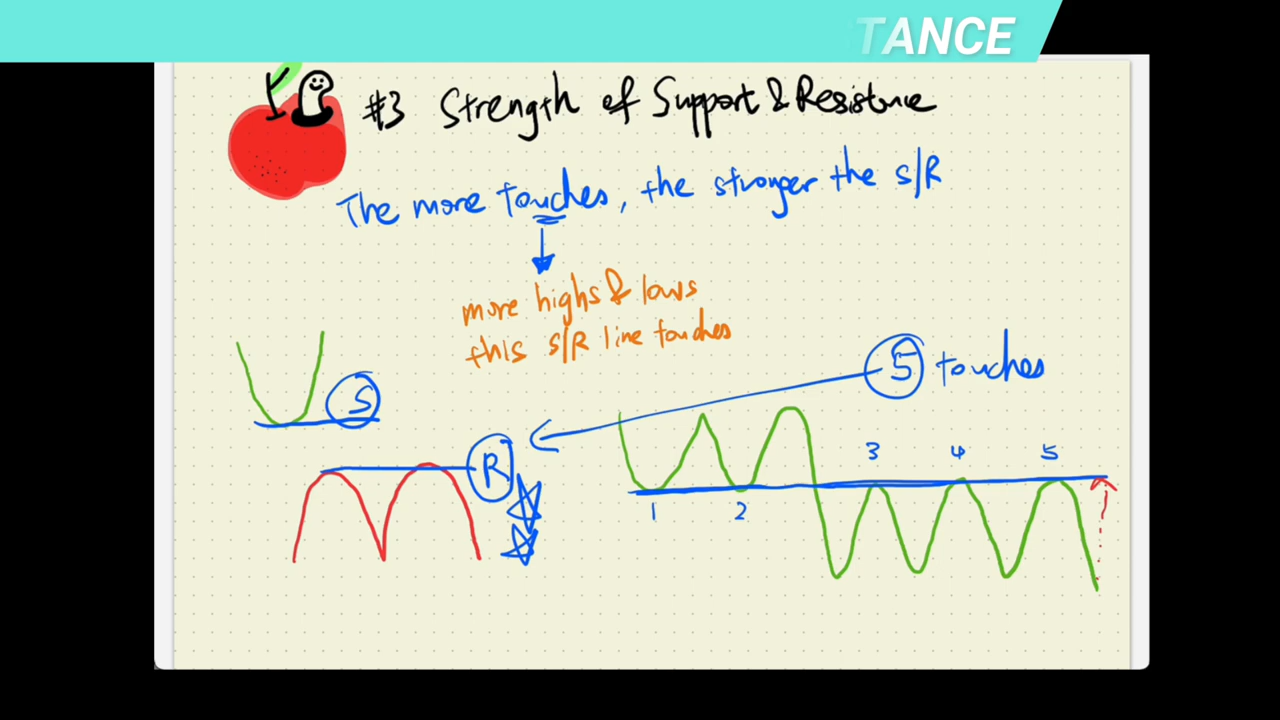 TANCE
#3 Strength of Support & Resistance
The more touches, the stronger the S/R
more highs & lows
this S/R line touches
5 touches
S
R
3 4 5
1 2